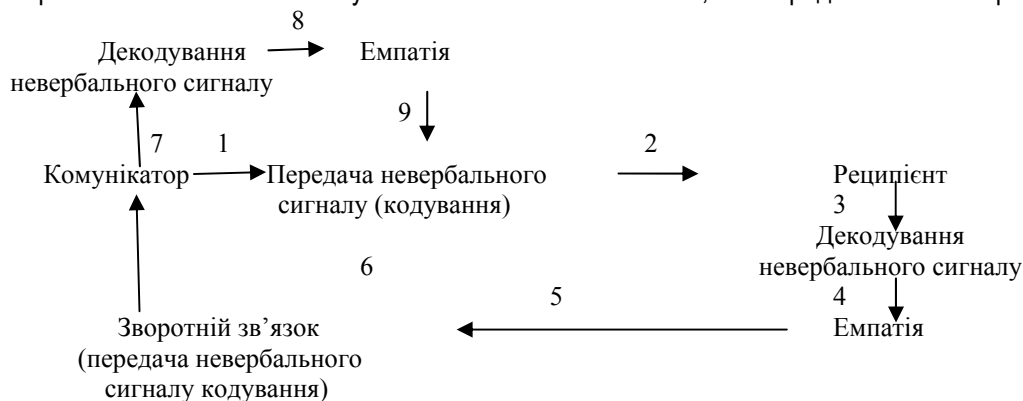 8
Декодування Емпатія
невербального сигналу
9
7 1 2
Комунікатор Передача невербального Реципієнт
сигналу (кодування) 3
Декодування
6 невербального сигналу
5 4
Зворотній зв’язок Емпатія
(передача невербального
сигналу кодування)